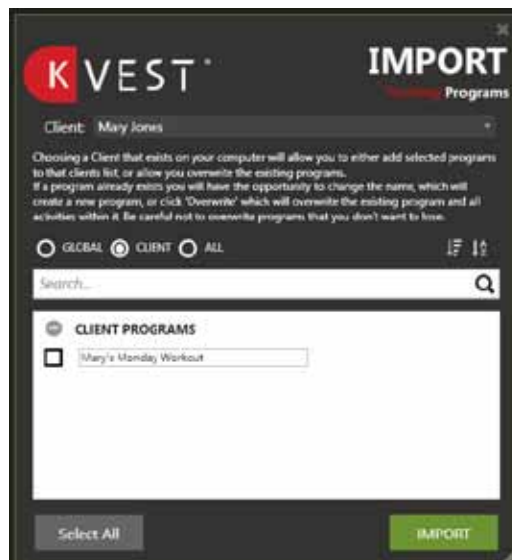 K VEST
IMPORT
Training Programs
Client: Mary Jones
Choosing a Client that exists on your computer will allow you to either add selected programs
to that clients list, or allow you overwrite the existing programs.
If a program already exists you will have the opportunity to change the name, which will
create a new program, or click 'Overwrite' which will overwrite the existing program and all
activities within it. Be careful not to overwrite programs that you don't want to lose.
GLOBAL CLIENT ALL
Search...
CLIENT PROGRAMS
Mary's Monday Workout
Select All
IMPORT